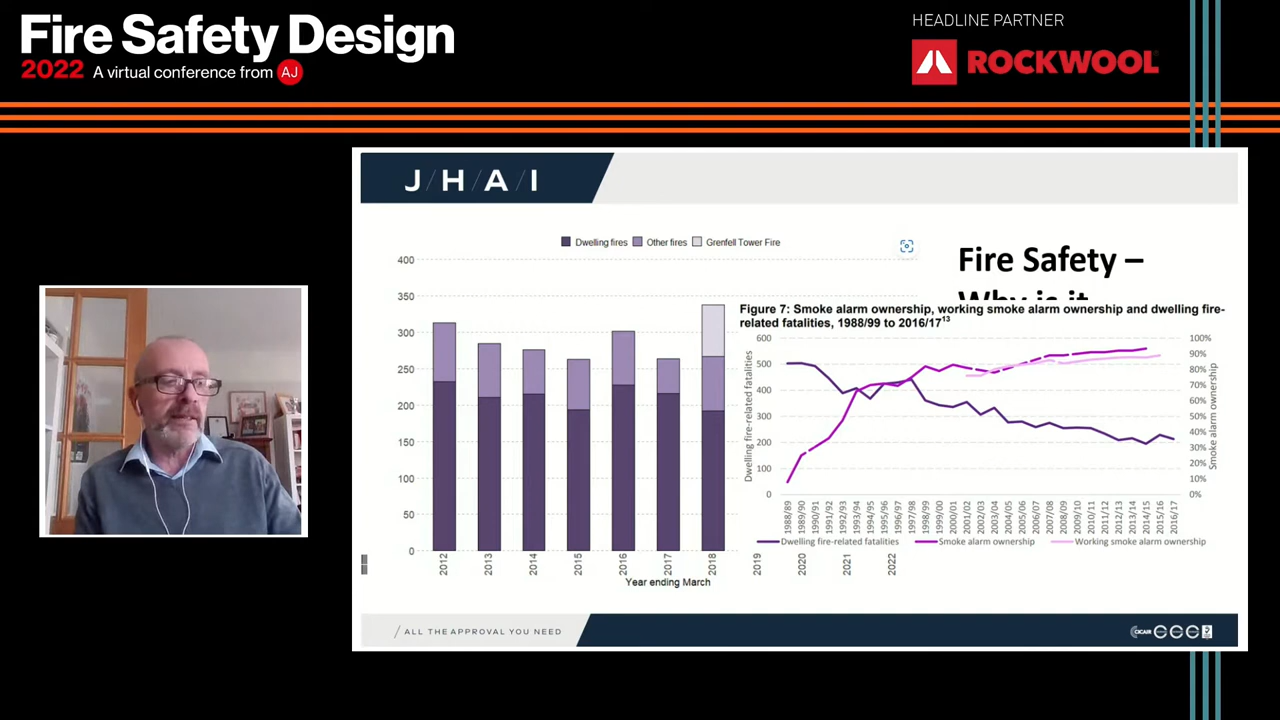 Fire Safety Design
2022 A virtual conference from AJ
HEADLINE PARTNER
ROCKWOOL
J/H/A/I
Dwelling fires Other fires Grenfell Tower Fire
400
350
300
250
200
150
100
50
0
2012 2013 2014 2015 2016 2017 2018 2019 2020 2021 2022
Year ending March
Fire Safety –
Why is it
Figure 7: Smoke alarm ownership, working smoke alarm ownership and dwelling fire-
related fatalities, 1988/99 to 2016/17¹³
Dwelling fire-related fatalities
600
500
400
300
200
100
0
100%
90%
80%
70%
60%
50%
40%
30%
20%
10%
0%
Smoke alarm ownership
1988/89 1989/90 1990/91 1991/92 1992/93 1993/94 1994/95 1995/96 1996/97 1997/98 1998/99 1999/00 2000/01 2001/02 2002/03 2003/04 2004/05 2005/06 2006/07 2007/08 2008/09 2009/10 2010/11 2011/12 2012/13 2013/14 2014/15 2015/16 2016/17
Dwelling fire-related fatalities Smoke alarm ownership Working smoke alarm ownership
/ ALL THE APPROVAL YOU NEED
CICAIR